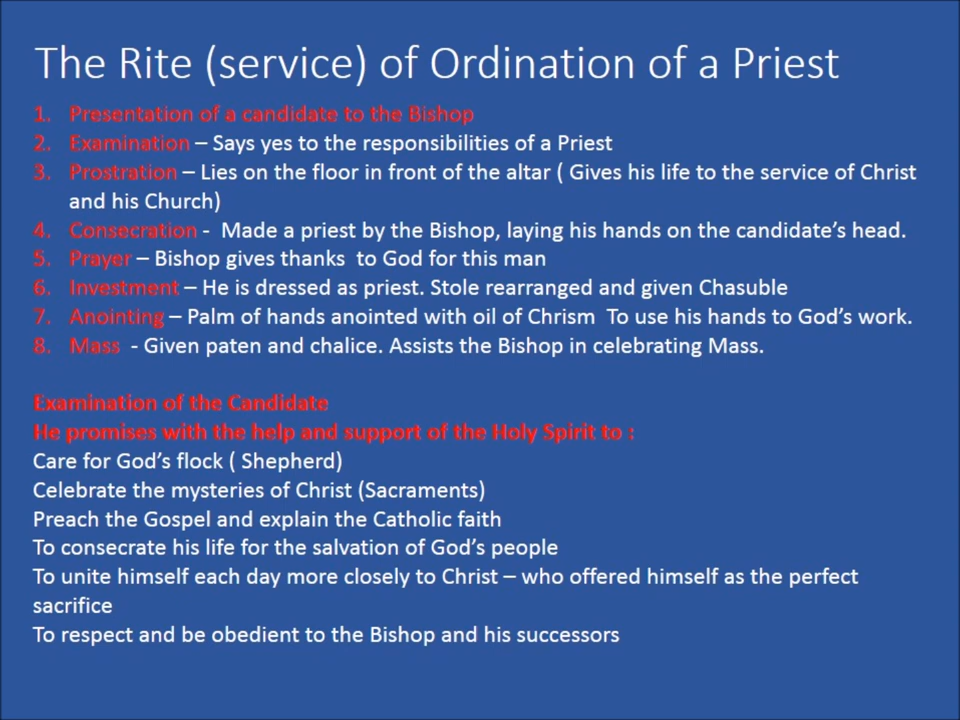 The Rite (service) of Ordination of a Priest
1. Presentation of a candidate to the Bishop
2. Examination – Says yes to the responsibilities of a Priest
3. Prostration – Lies on the floor in front of the altar ( Gives his life to the service of Christ
and his Church)
4. Consecration - Made a priest by the Bishop, laying his hands on the candidate's head.
5. Prayer – Bishop gives thanks to God for this man
6. Investment – He is dressed as priest. Stole rearranged and given Chasuble
7. Anointing – Palm of hands anointed with oil of Chrism To use his hands to God's work.
8. Mass - Given paten and chalice. Assists the Bishop in celebrating Mass.
Examination of the Candidate
He promises with the help and support of the Holy Spirit to :
Care for God's flock ( Shepherd)
Celebrate the mysteries of Christ (Sacraments)
Preach the Gospel and explain the Catholic faith
To consecrate his life for the salvation of God's people
To unite himself each day more closely to Christ – who offered himself as the perfect
sacrifice
To respect and be obedient to the Bishop and his successors